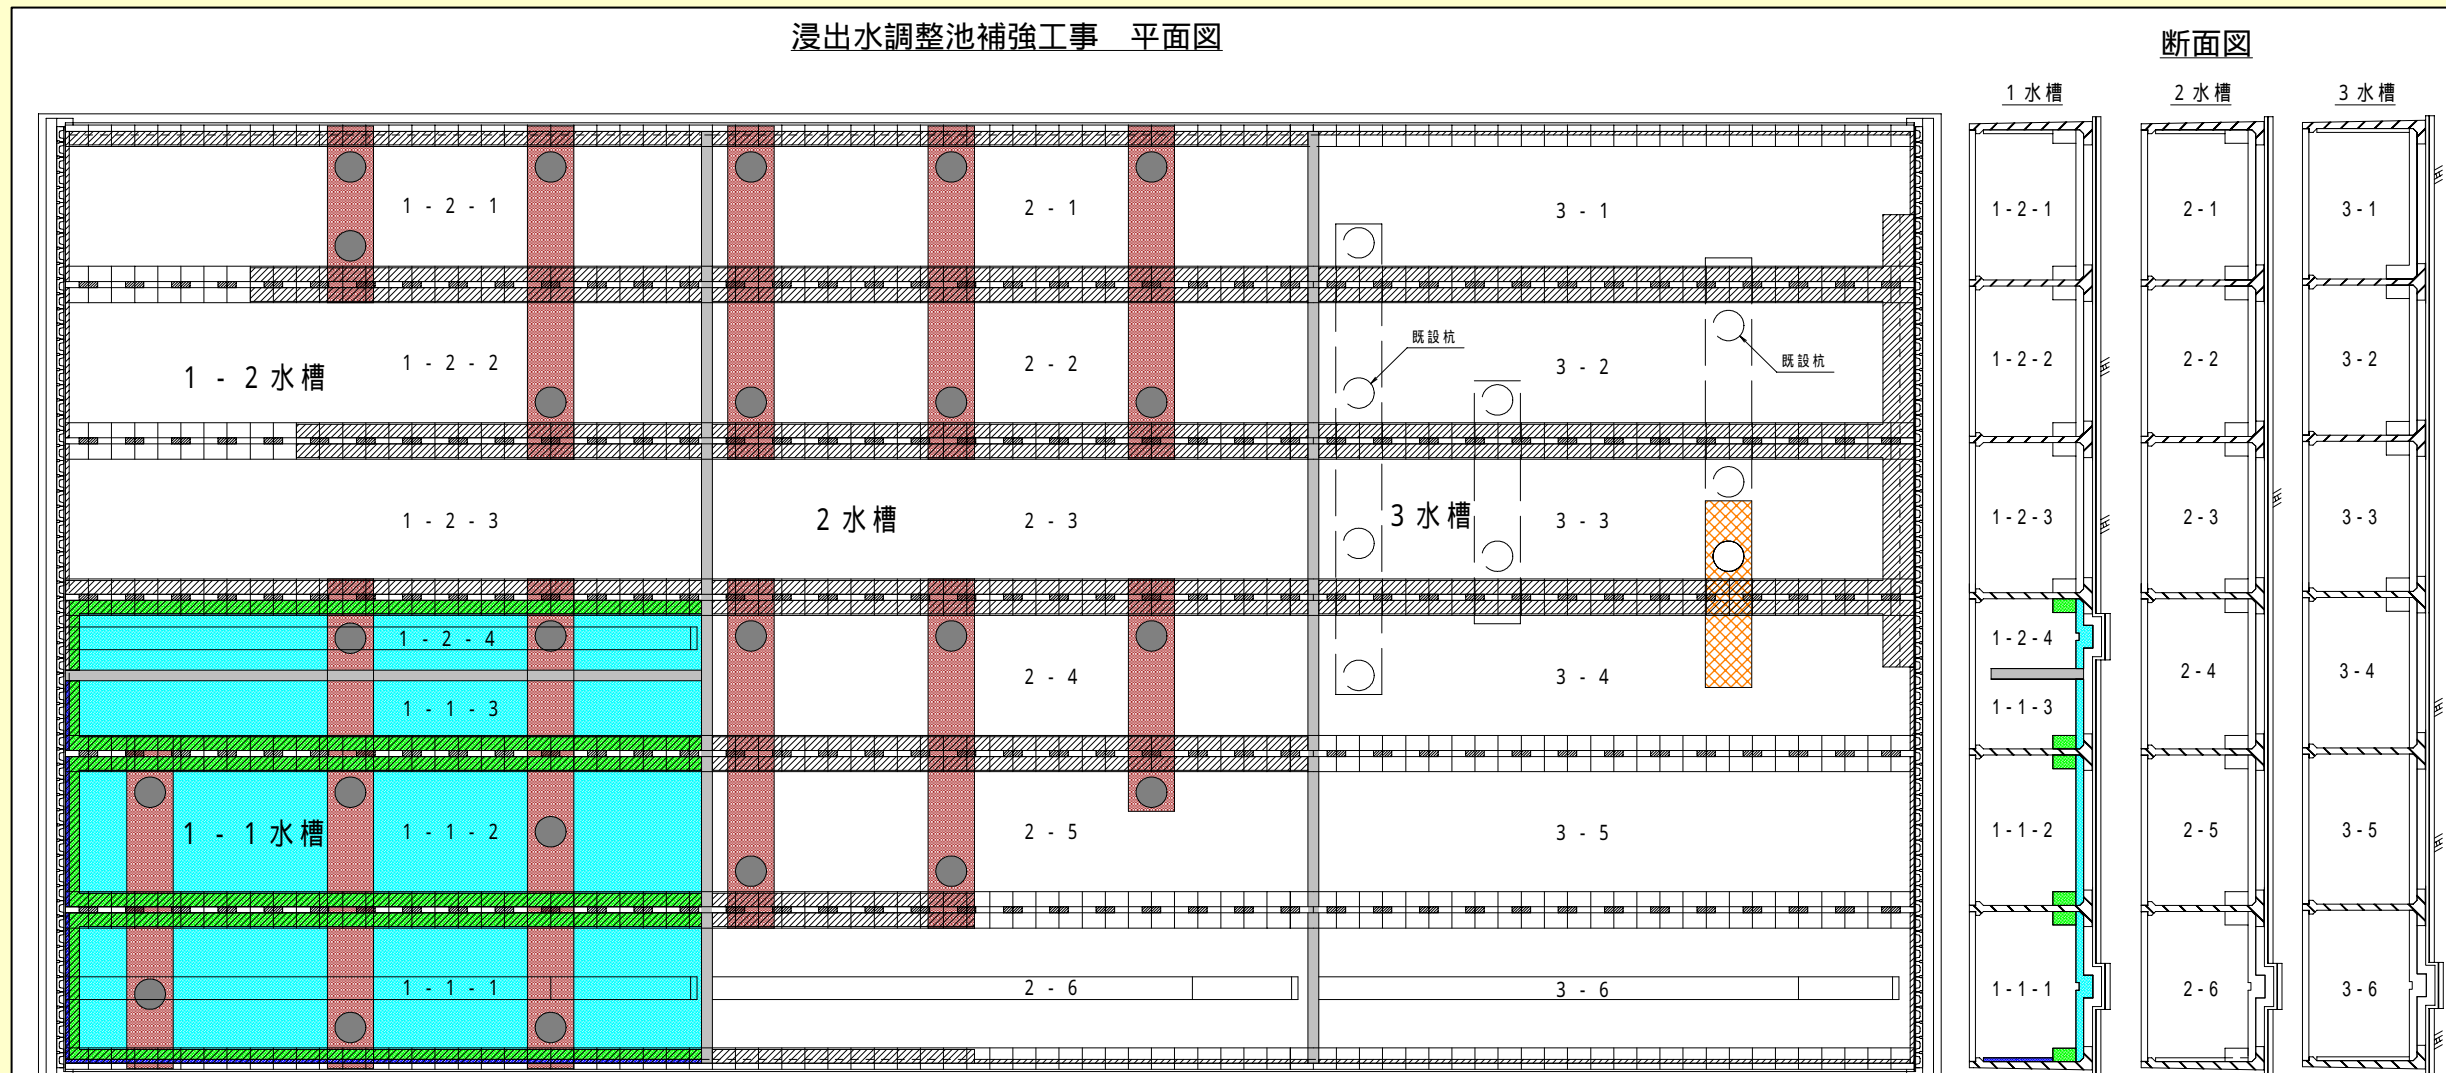 浸出水調整池補強工事　平面図
断面図
1 水槽
2 水槽
3 水槽
1 - 2 - 1
2 - 1
3 - 1
1 - 2 - 2
2 - 2
3 - 2
既設杭
既設杭
1 - 2 水槽
1 - 2 - 3
2 水槽
2 - 3
3 水槽
3 - 3
1 - 2 - 4
2 - 4
3 - 4
1 - 1 - 3
1 - 1 水槽
1 - 1 - 2
2 - 5
3 - 5
1 - 1 - 1
2 - 6
3 - 6
1-2-1
2-1
3-1
1-2-2
2-2
3-2
1-2-3
2-3
3-3
1-2-4
2-4
3-4
1-1-3
1-1-2
2-5
3-5
1-1-1
2-6
3-6